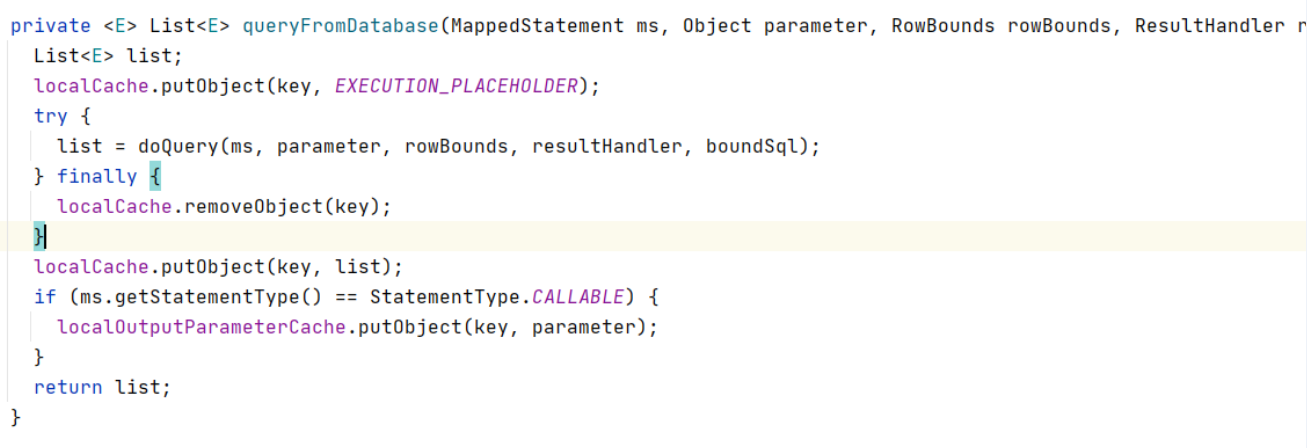 private <E> List<E> queryFromDatabase(MappedStatement ms, Object parameter, RowBounds rowBounds, ResultHandler r
List<E> list;
localCache.putObject(key, EXECUTION_PLACEHOLDER);
try {
list = doQuery(ms, parameter, rowBounds, resultHandler, boundSql);
} finally {
localCache.removeObject(key);
}
localCache.putObject(key, list);
if (ms.getStatementType() == StatementType.CALLABLE) {
localOutputParameterCache.putObject(key, parameter);
}
return list;
}